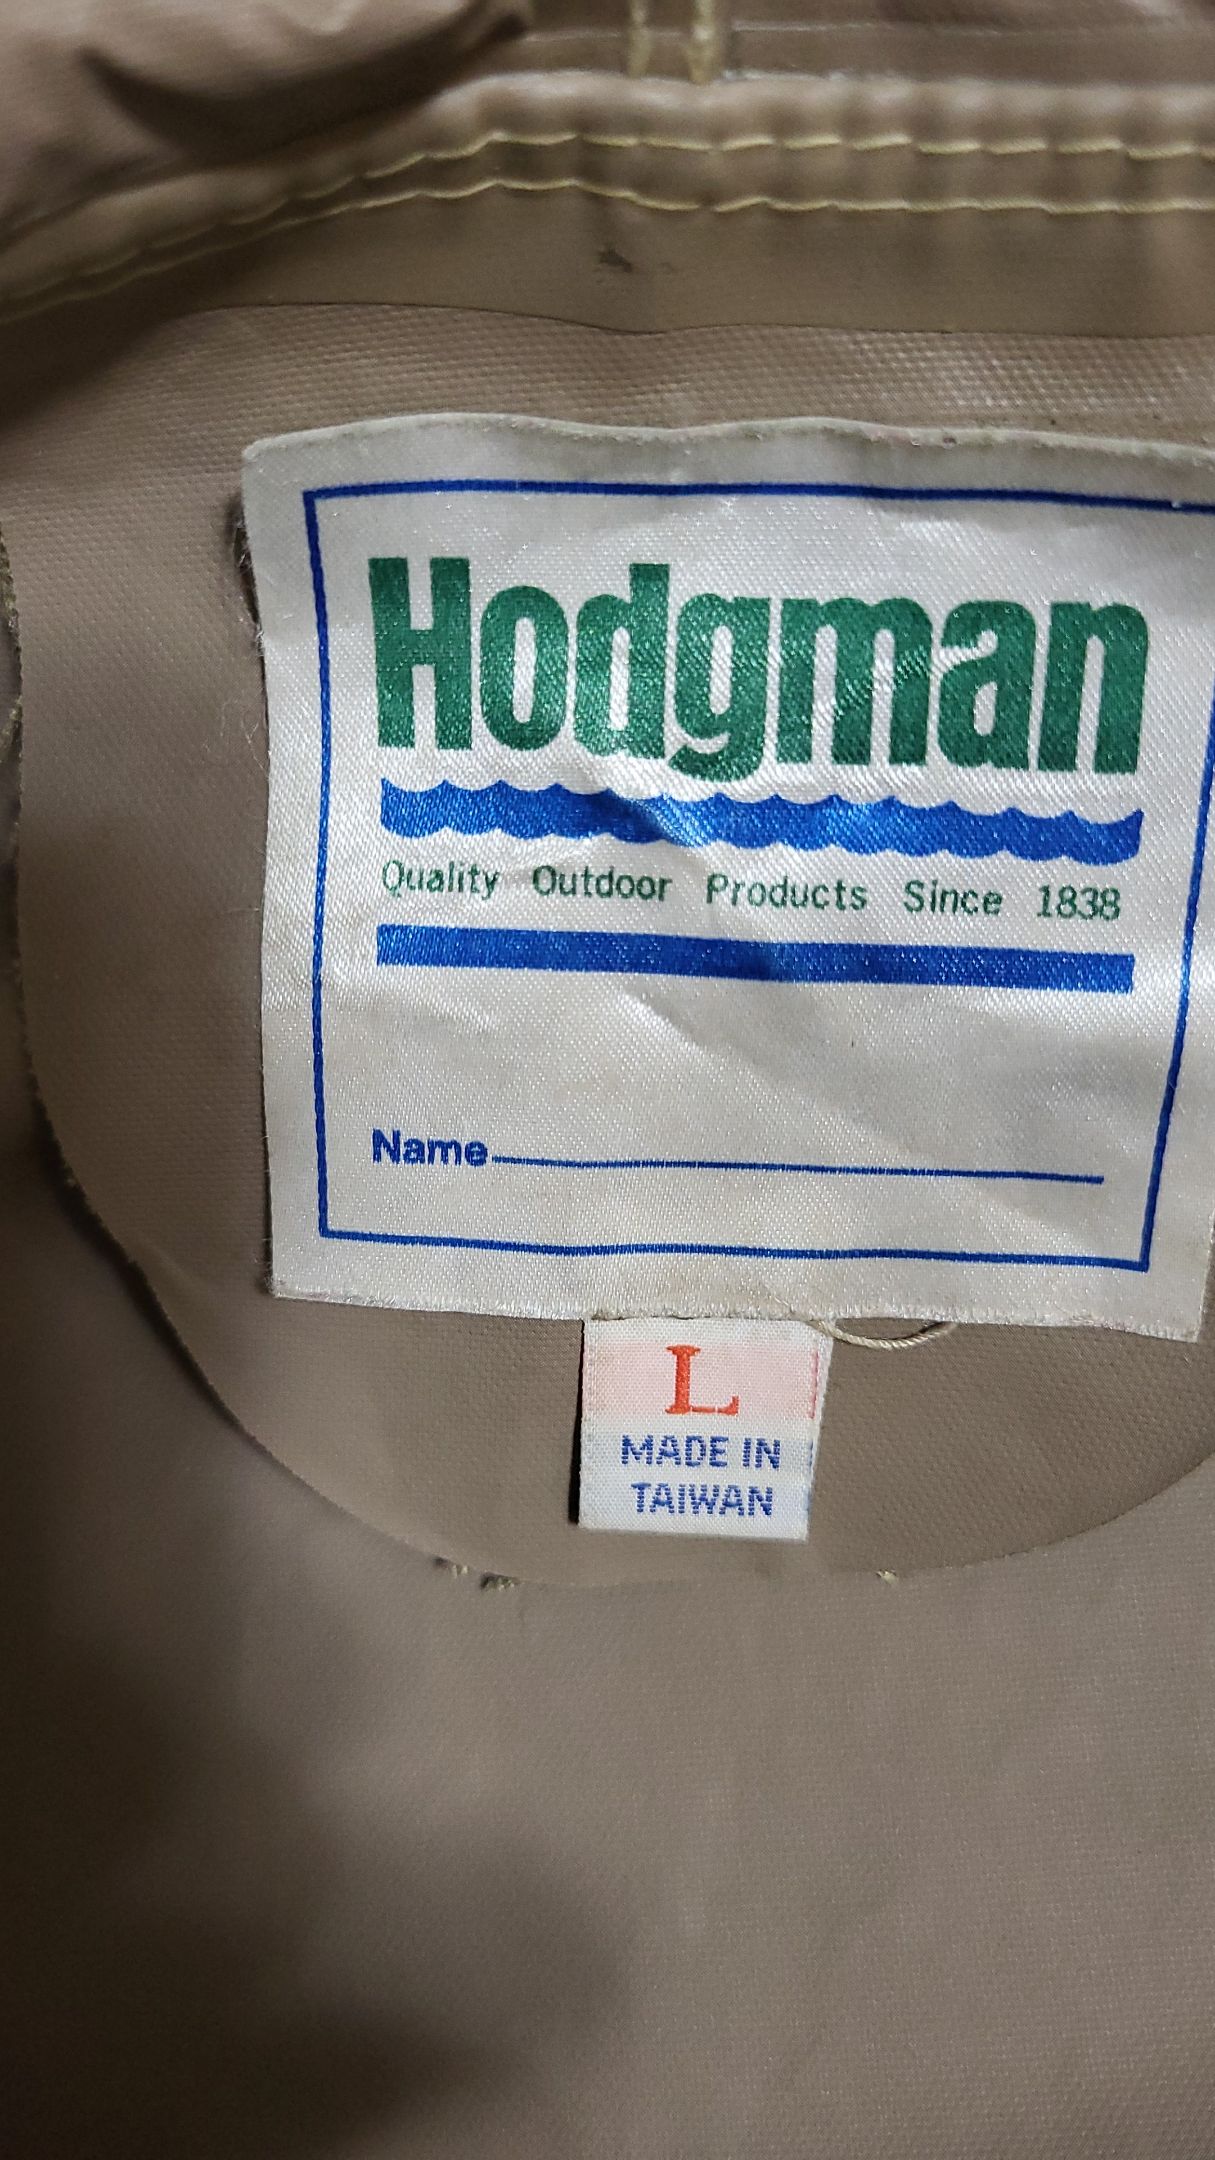 Hodgman
Quality Outdoor Products Since 1838
Name
L
MADE IN
TAIWAN